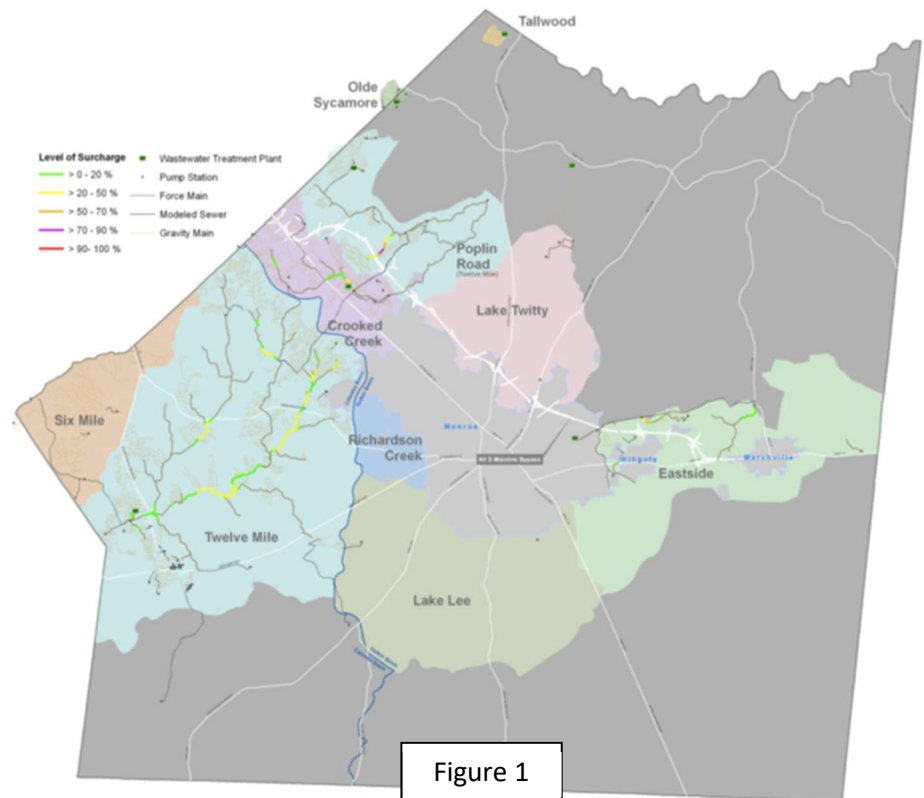 Tallwood
Olde
Sycamore
Level of Surcharge
> 0 - 20 %
> 20 - 50 %
> 50 - 70 %
> 70 - 90 %
> 90- 100 %
Wastewater Treatment Plant
Pump Station
Force Main
Modeled Sewer
Gravity Main
Poplin
Road
(Twelve Mile)
Lake Twitty
Crooked
Creek
Six Mile
Richardson
Creek
Monroe
Wingate
Marshville
Eastside
Twelve Mile
Lake Lee
Figure 1